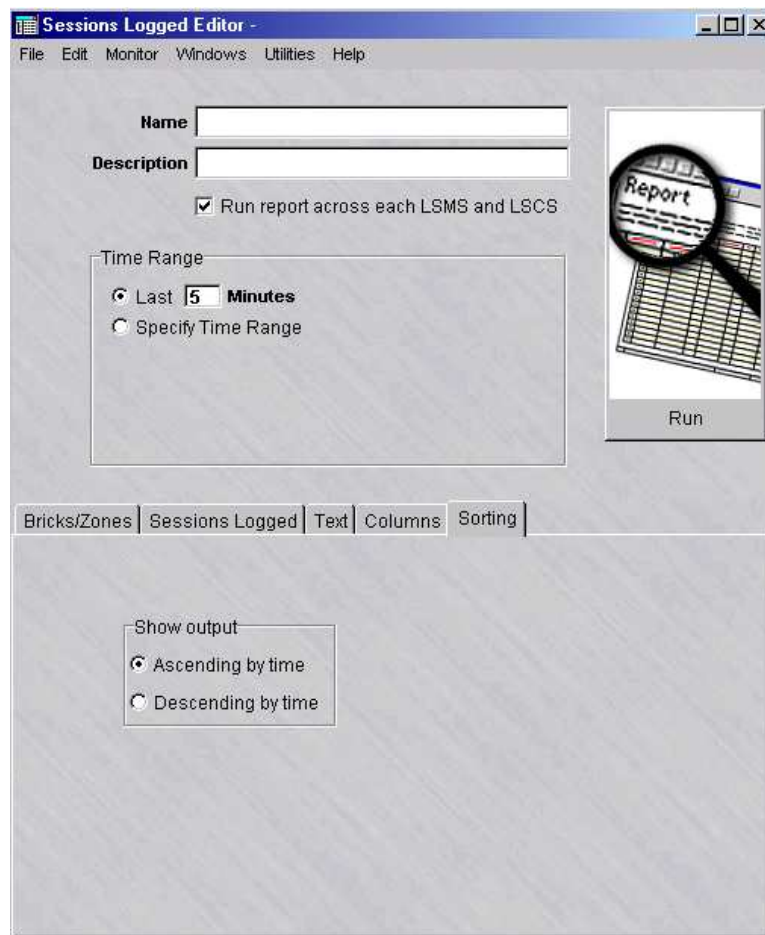 Sessions Logged Editor -
File Edit Monitor Windows Utilities Help
Name
Description
Run report across each LSMS and LSCS
Report
Time Range
Last 5 Minutes
Specify Time Range
Run
Bricks/Zones Sessions Logged Text Columns Sorting
Show output
Ascending by time
Descending by time